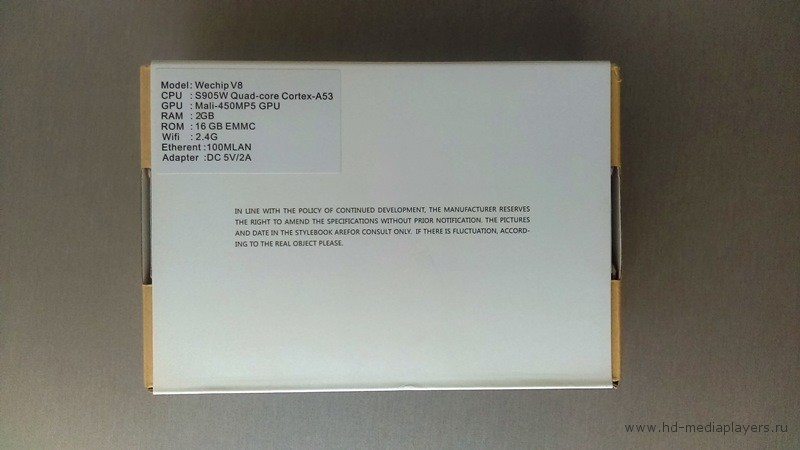 Model: Wechip V8
CPU : S905W Quad-core Cortex-A53
GPU : Mali-450MP5 GPU
RAM : 2GB
ROM : 16 GB EMMC
Wifi : 2.4G
Etherent :100MLAN
Adapter :DC 5V/2A
IN LINE WITH THE POLICY OF CONTINUED DEVELOPMENT, THE MANUFACTURER RESERVES
THE RIGHT TO AMEND THE SPECIFICATIONS WITHOUT PRIOR NOTIFICATION. THE PICTURES
AND DATE IN THE STYLEBOOK AREFOR CONSULT ONLY. IF THERE IS FLUCTUATION, ACCORD-
ING TO THE REAL OBJECT PLEASE.
www.hd-mediaplayers.ru